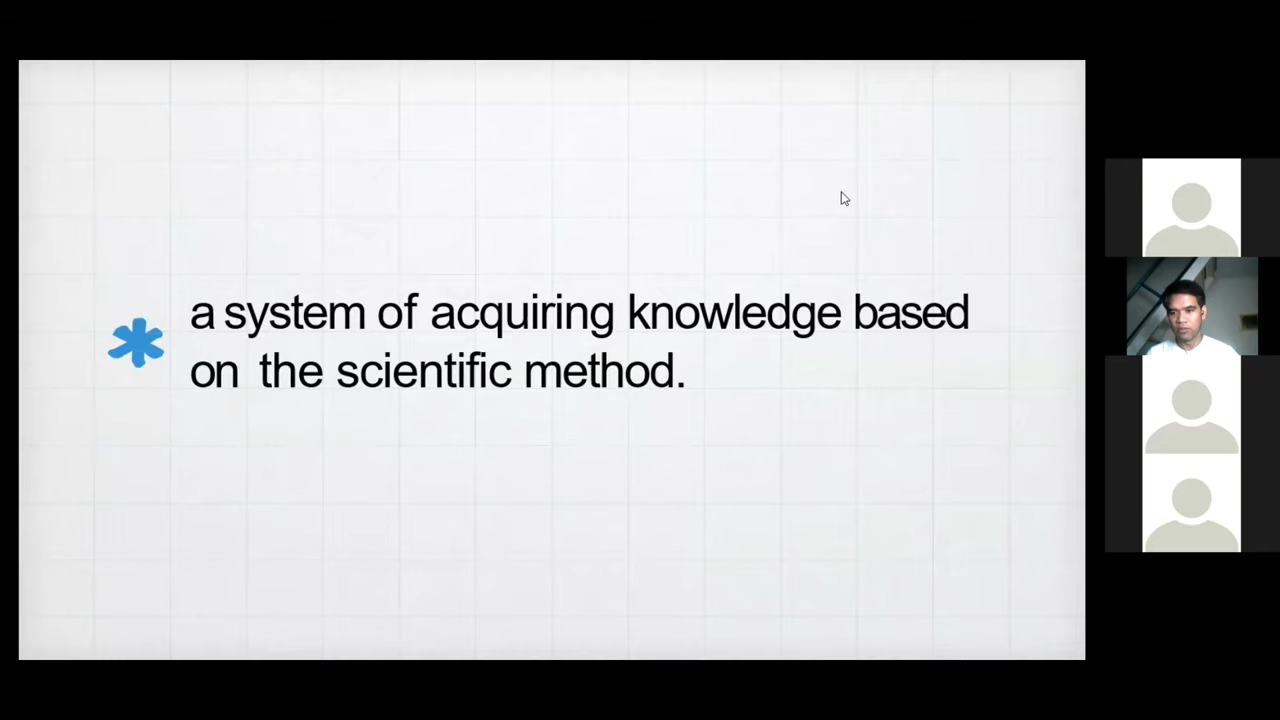 a system of acquiring knowledge based
on the scientific method.